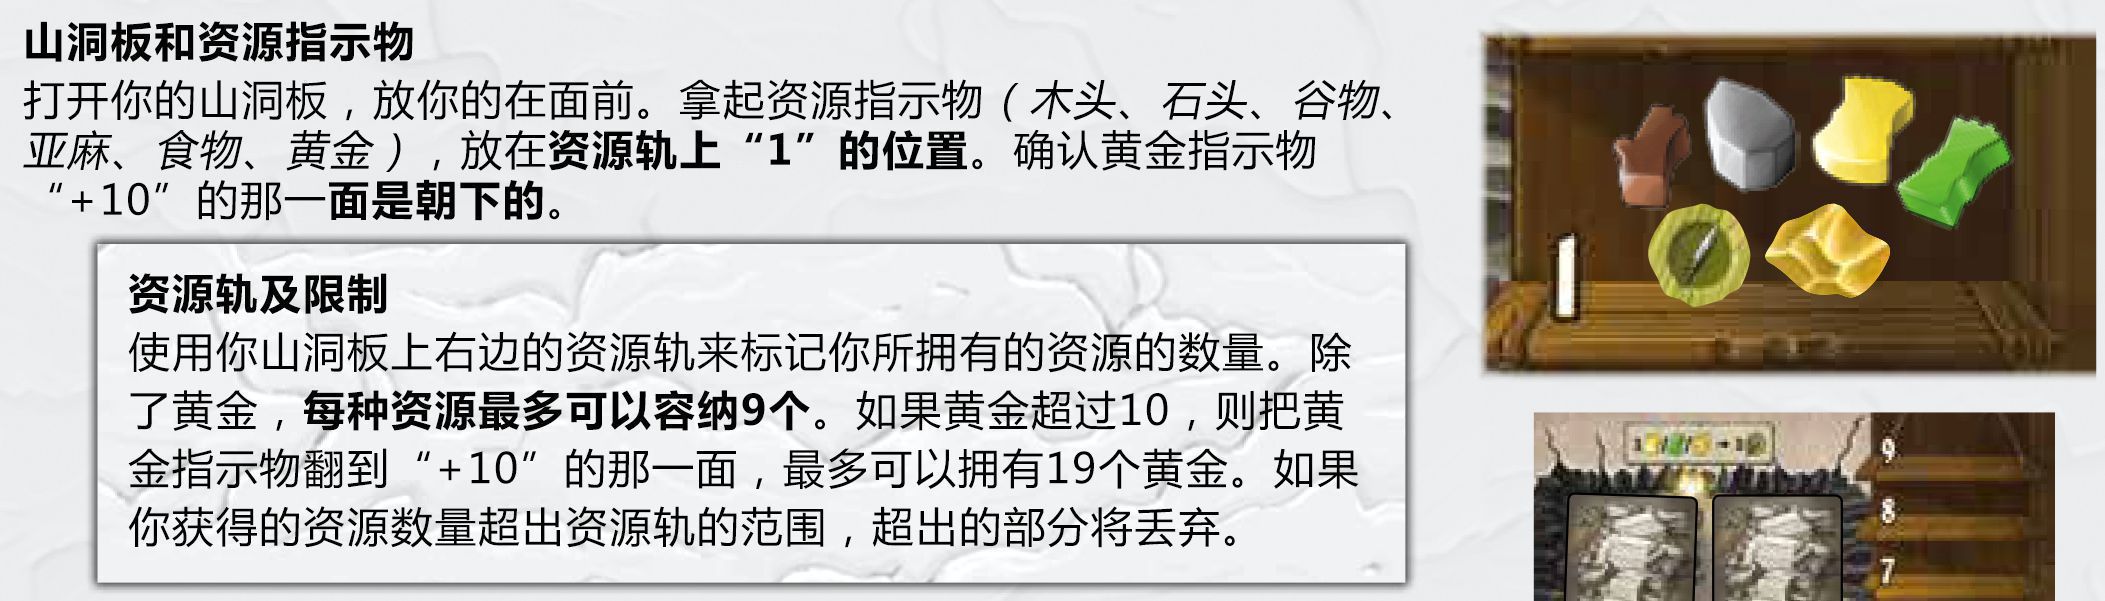 山洞板和资源指示物
打开你的山洞板，放你的在面前。拿起资源指示物（木头、石头、谷物、
亚麻、食物、黄金），放在资源轨上“1”的位置。确认黄金指示物
“+10”的那一面是朝下的。
资源轨及限制
使用你山洞板上右边的资源轨来标记你所拥有的资源的数量。除
了黄金，每种资源最多可以容纳9个。如果黄金超过10，则把黄
金指示物翻到“+10”的那一面，最多可以拥有19个黄金。如果
你获得的资源数量超出资源轨的范围，超出的部分将丢弃。
1
9
8
7